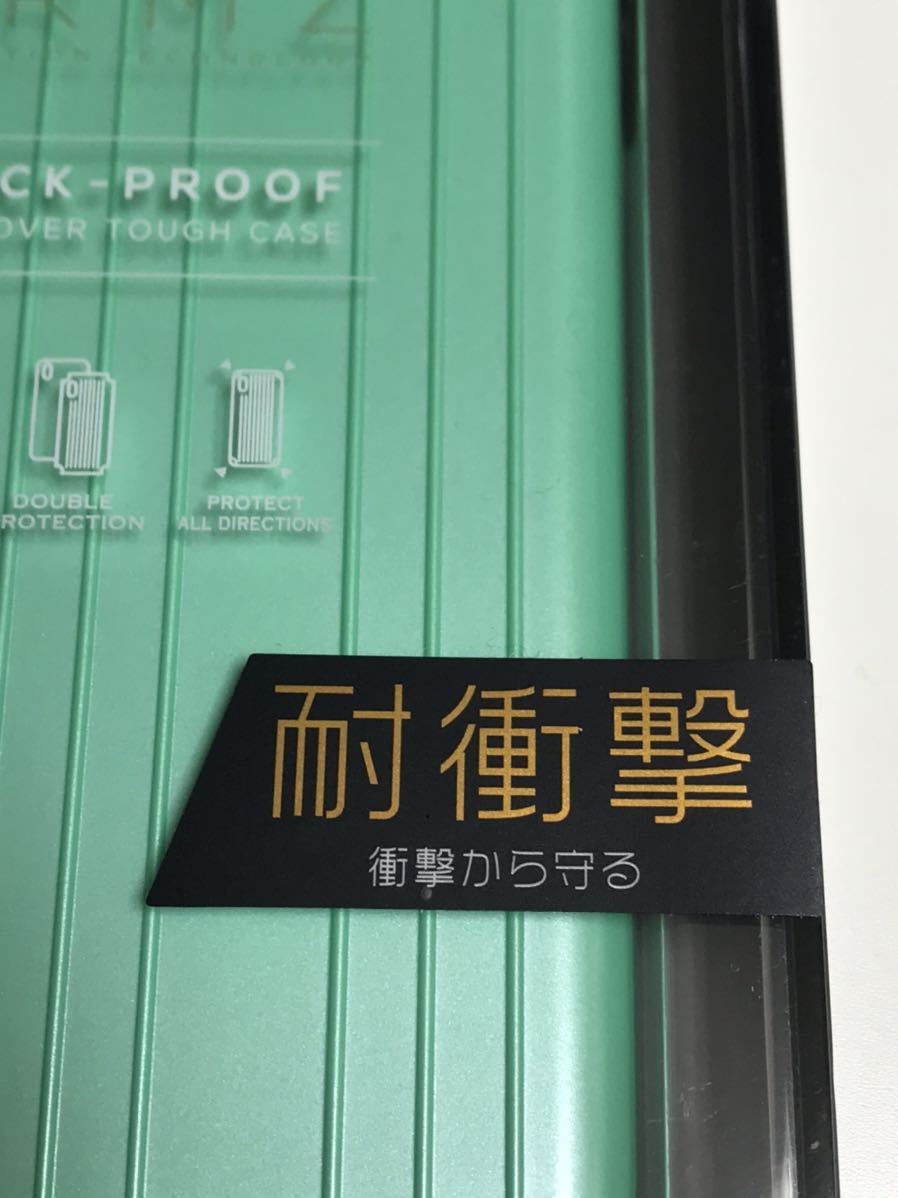 CK-PROOF
OVER TOUGH CASE
DOUBLE
ROTECTION
PROTECT
ALL DIRECTIONS
耐衝撃
衝撃から守る